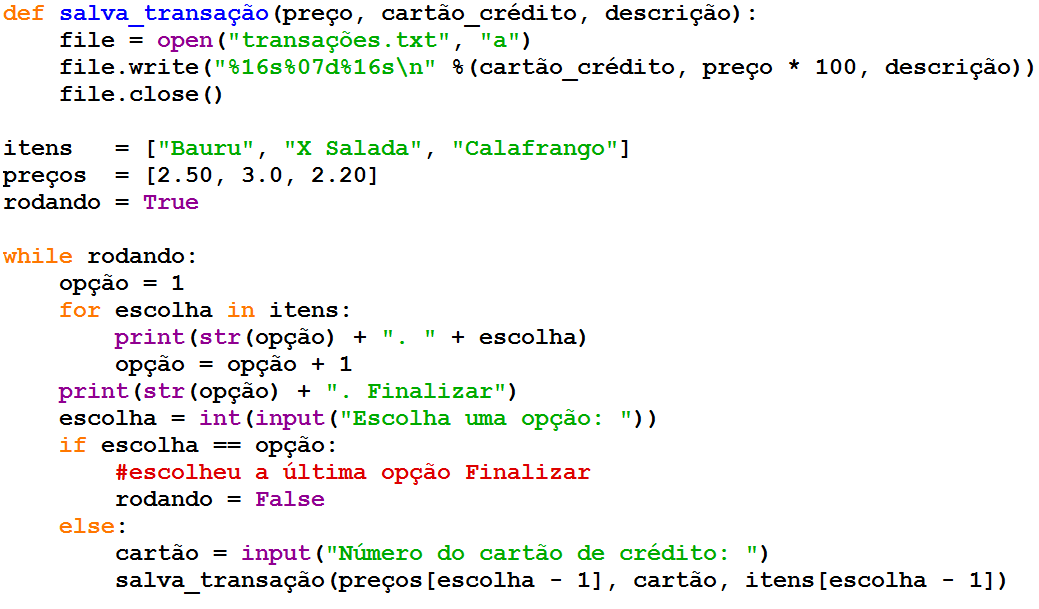 def salva_transação(preço, cartão_crédito, descrição):
    file = open("transações.txt", "a")
    file.write("%16s%07d%16s\n" %(cartão_crédito, preço * 100, descrição))
    file.close()

itens   = ["Bauru", "X Salada", "Calafrango"]
preços  = [2.50, 3.0, 2.20]
rodando = True

while rodando:
    opção = 1
    for escolha in itens:
        print(str(opção) + ". " + escolha)
        opção = opção + 1
    print(str(opção) + ". Finalizar")
    escolha = int(input("Escolha uma opção: "))
    if escolha == opção:
        #escolheu a última opção Finalizar
        rodando = False
    else:
        cartão = input("Número do cartão de crédito: ")
        salva_transação(preços[escolha - 1], cartão, itens[escolha - 1])